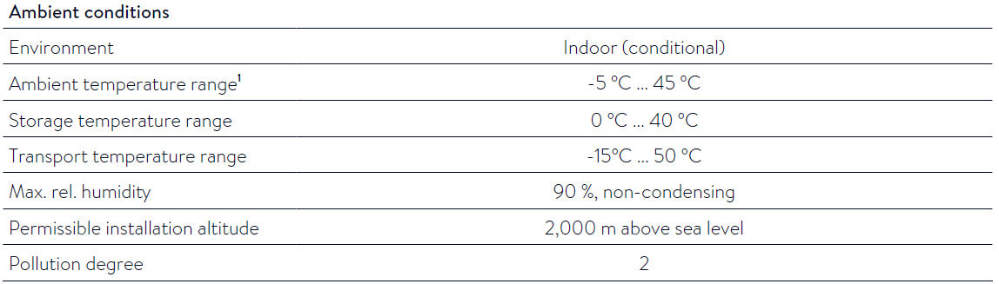 Ambient conditions
Environment Indoor (conditional)
Ambient temperature range¹ -5 °C ... 45 °C
Storage temperature range 0 °C ... 40 °C
Transport temperature range -15°C ... 50 °C
Max. rel. humidity 90 %, non-condensing
Permissible installation altitude 2,000 m above sea level
Pollution degree 2